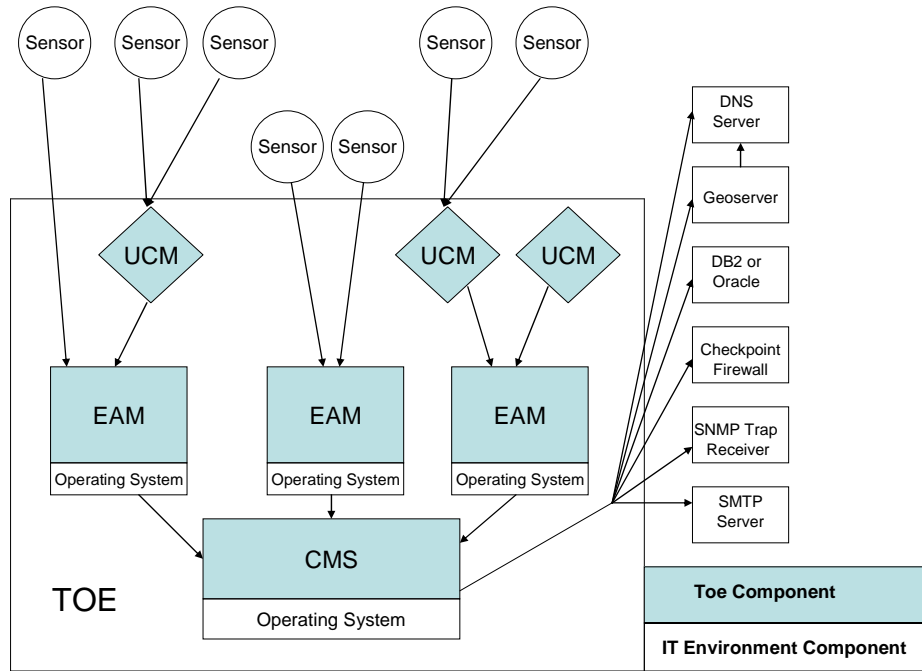 Sensor
Sensor
Sensor
Sensor
Sensor
Sensor
Sensor
DNS
Server
Geoserver
DB2 or
Oracle
Checkpoint
Firewall
SNMP Trap
Receiver
SMTP
Server
UCM
UCM
UCM
EAM
EAM
EAM
Operating System
Operating System
Operating System
CMS
Operating System
TOE
Toe Component
IT Environment Component